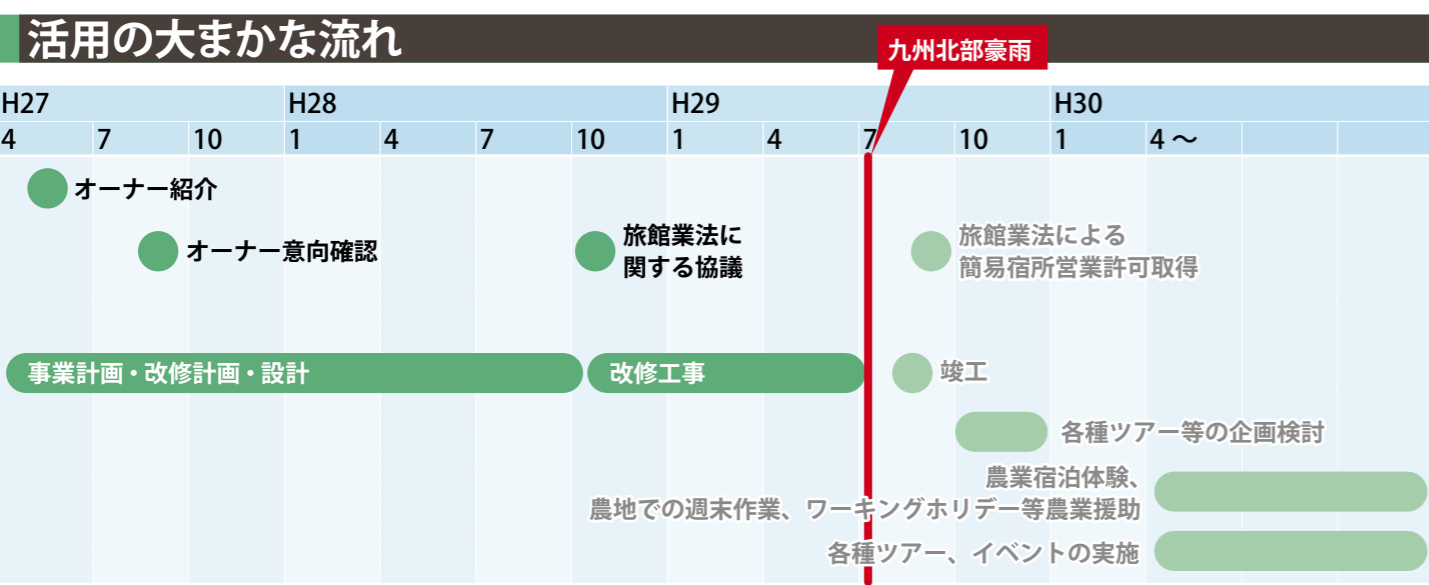 活用の大まかな流れ
九州北部豪雨
H27 H28 H29 H30
4 7 10 1 4 7 10 1 4 7 10 1 4～
オーナー紹介
オーナー意向確認
旅館業法に
関する協議
旅館業法による
簡易宿所営業許可取得
事業計画・改修計画・設計
改修工事
竣工
各種ツアー等の企画検討
農業宿泊体験、
農地での週末作業、ワーキングホリデー等農業援助
各種ツアー、イベントの実施